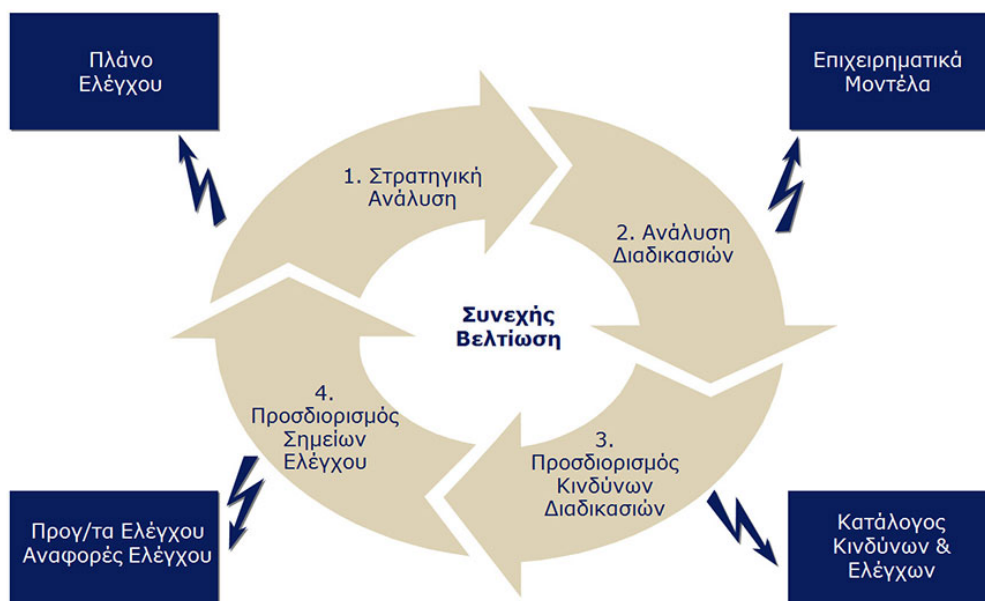 Πλάνο
Ελέγχου
Επιχειρηματικά
Μοντέλα
1. Στρατηγική
Ανάλυση
2. Ανάλυση
Διαδικασιών
Συνεχής
Βελτίωση
4.
Προσδιορισμός
Σημείων
Ελέγχου
3.
Προσδιορισμός
Κινδύνων
Διαδικασιών
Προγ/τα Ελέγχου
Αναφορές Ελέγχου
Κατάλογος
Κινδύνων &
Ελέγχων